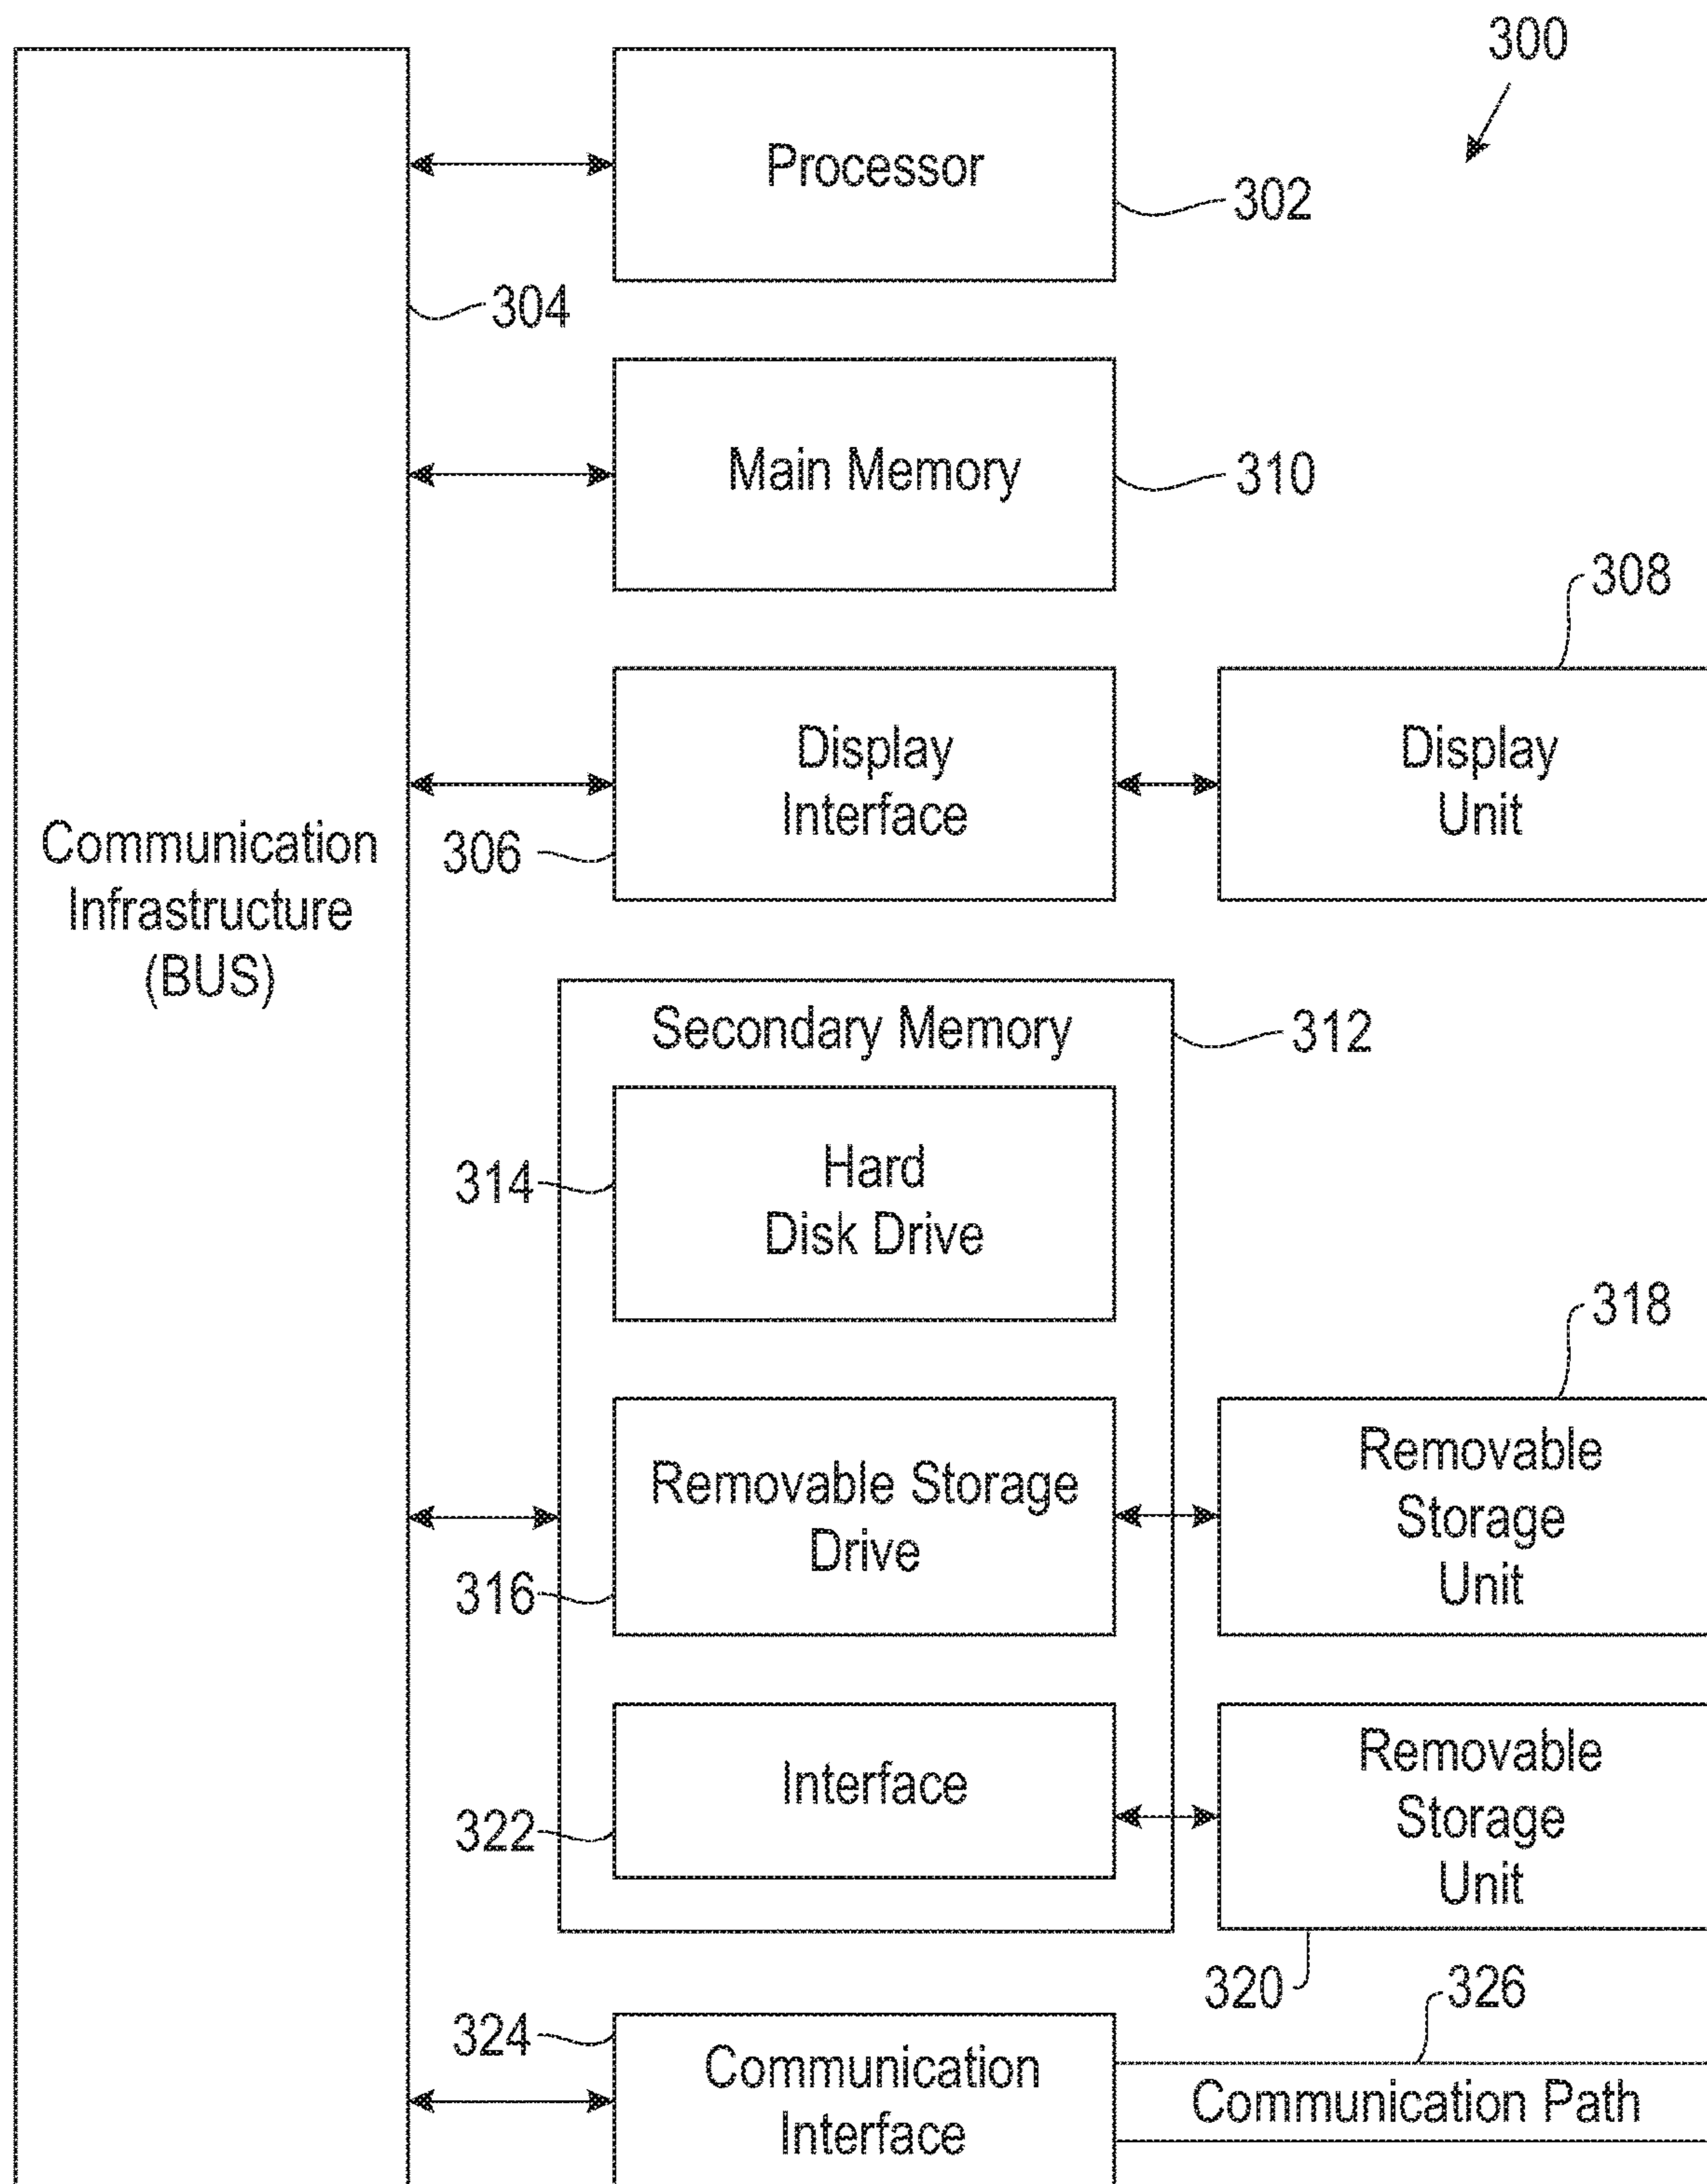 300
Processor
302
304
Main Memory
310
308
Display
Interface
Display
Unit
306
Communication
Infrastructure
(BUS)
Secondary Memory
312
314
Hard
Disk Drive
318
Removable Storage
Drive
Removable
Storage
Unit
316
Interface
322
Removable
Storage
Unit
320
326
324
Communication
Interface
Communication Path